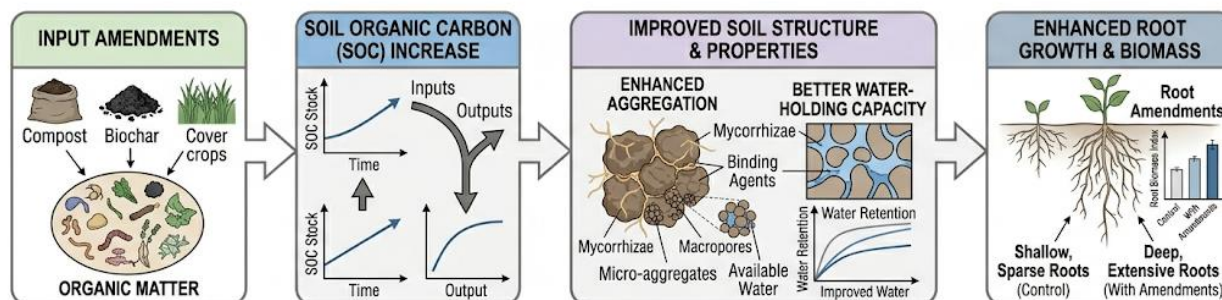 INPUT AMENDMENTS
Compost
Biochar
Cover
crops
ORGANIC MATTER
SOIL ORGANIC CARBON
(SOC) INCREASE
SOC Stock
Time
Inputs
Outputs
SOC Stock
Time
Output
IMPROVED SOIL STRUCTURE
& PROPERTIES
ENHANCED
AGGREGATION
BETTER WATER-
HOLDING CAPACITY
Mycorrhizae
Binding
Agents
Mycorrhizae
Macropores
Micro-aggregates
Available
Water
Water Retention
Water Retention
Improved Water
ENHANCED ROOT
GROWTH & BIOMASS
Root
Amendments
Root Biomass Index
Control
With
Amendments
Shallow,
Sparse Roots
(Control)
Deep,
Extensive Roots
(With Amendments)